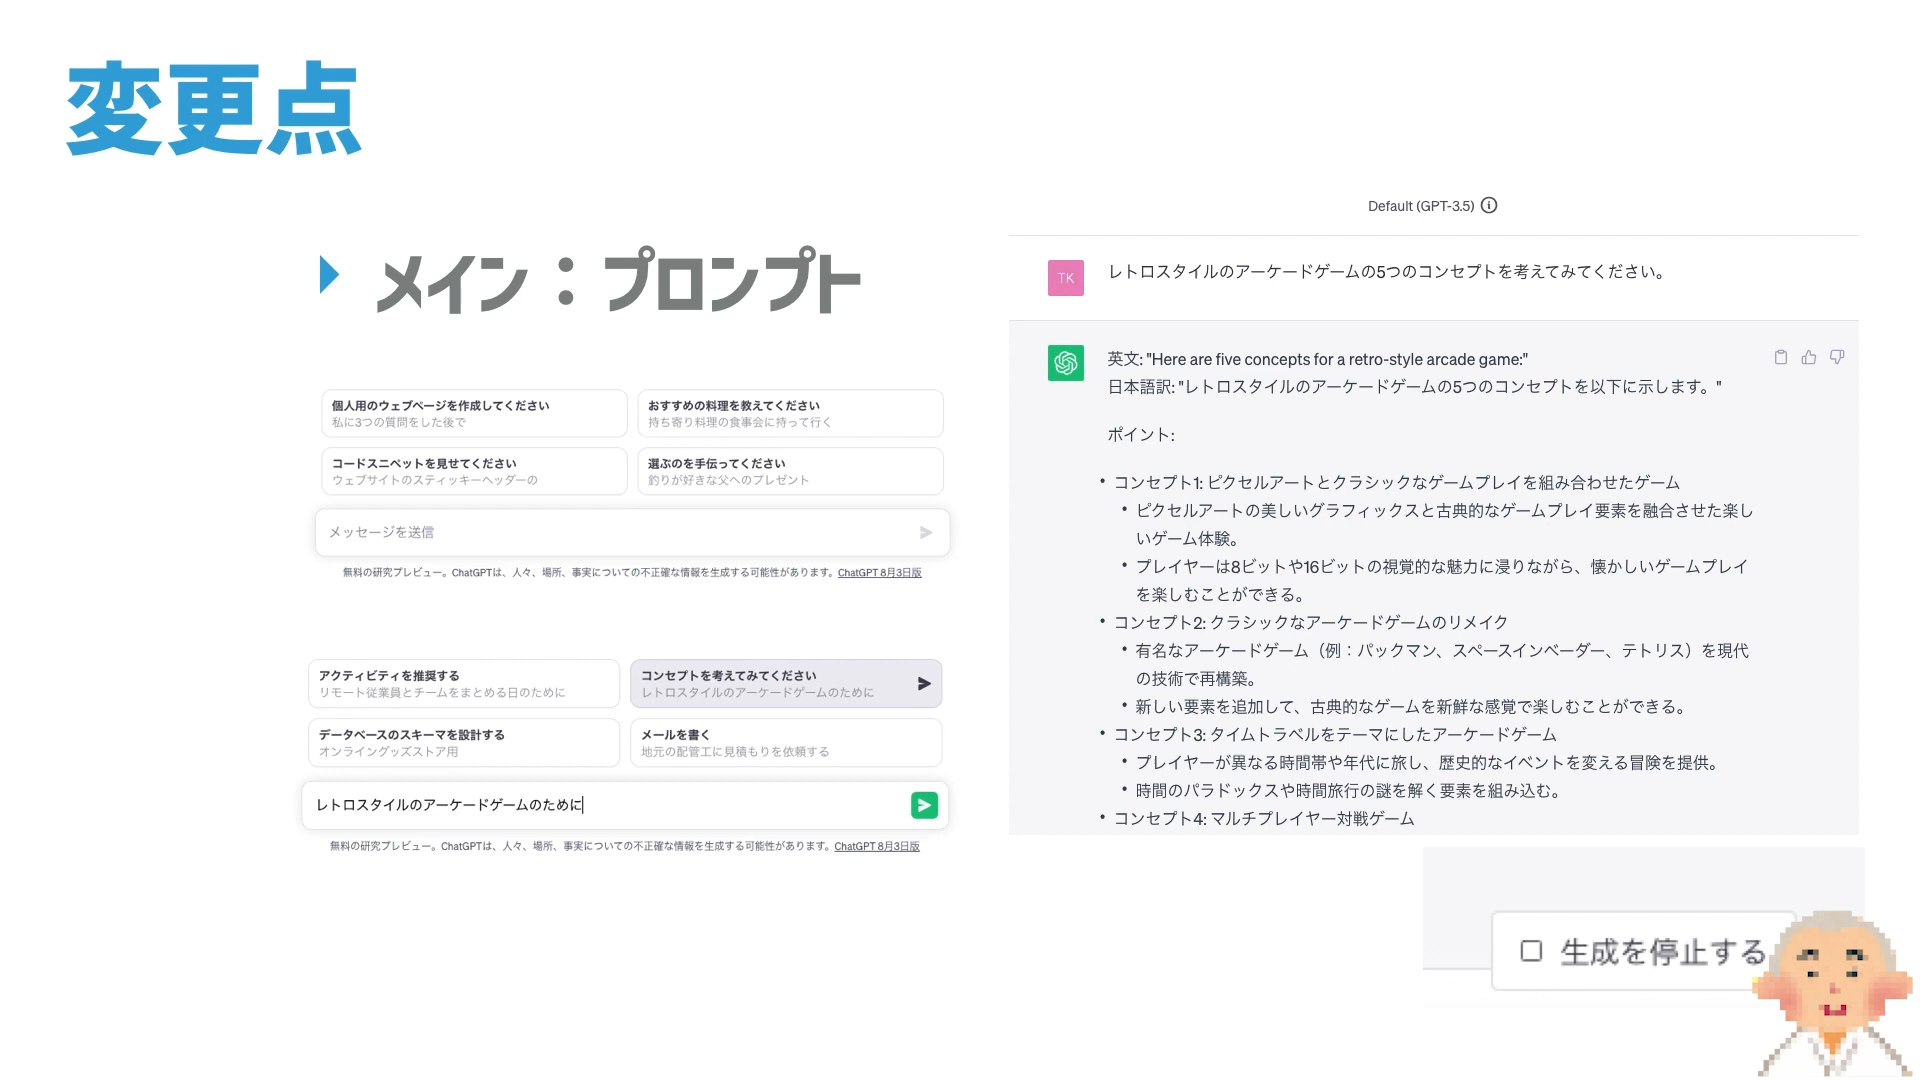 変更点
メイン：プロンプト
個人用のウェブページを作成してください
私に3つの質問をした後で
おすすめの料理を教えてください
持ち寄り料理の食事会に持って行く
コードスニペットを見せてください
ウェブサイトのスティッキーヘッダーの
選ぶのを手伝ってください
釣りが好きな父へのプレゼント
メッセージを送信
無料の研究プレビュー。ChatGPTは、人々、場所、事実についての不正確な情報を生成する可能性があります。ChatGPT 8月3日版
アクティビティを推奨する
リモート従業員とチームをまとめる日のために
コンセプトを考えてみてください
レトロスタイルのアーケードゲームのために
データベースのスキーマを設計する
オンライングッズストア用
メールを書く
地元の配管工に見積もりを依頼する
レトロスタイルのアーケードゲームのために
無料の研究プレビュー。ChatGPTは、人々、場所、事実についての不正確な情報を生成する可能性があります。ChatGPT 8月3日版
Default (GPT-3.5)
TK
レトロスタイルのアーケードゲームの5つのコンセプトを考えてみてください。
英文: "Here are five concepts for a retro-style arcade game:"
日本語訳: "レトロスタイルのアーケードゲームの5つのコンセプトを以下に示します。"
ポイント:
• コンセプト1: ピクセルアートとクラシックなゲームプレイを組み合わせたゲーム
• ピクセルアートの美しいグラフィックスと古典的なゲームプレイ要素を融合させた楽し
いゲーム体験。
• プレイヤーは8ビットや16ビットの視覚的な魅力に浸りながら、懐かしいゲームプレイ
を楽しむことができる。
• コンセプト2: クラシックなアーケードゲームのリメイク
• 有名なアーケードゲーム（例：パックマン、スペースインベーダー、テトリス）を現代
の技術で再構築。
• 新しい要素を追加して、古典的なゲームを新鮮な感覚で楽しむことができる。
• コンセプト3: タイムトラベルをテーマにしたアーケードゲーム
• プレイヤーが異なる時間帯や年代に旅し、歴史的なイベントを変える冒険を提供。
• 時間のパラドックスや時間旅行の謎を解く要素を組み込む。
• コンセプト4: マルチプレイヤー対戦ゲーム
生成を停止する